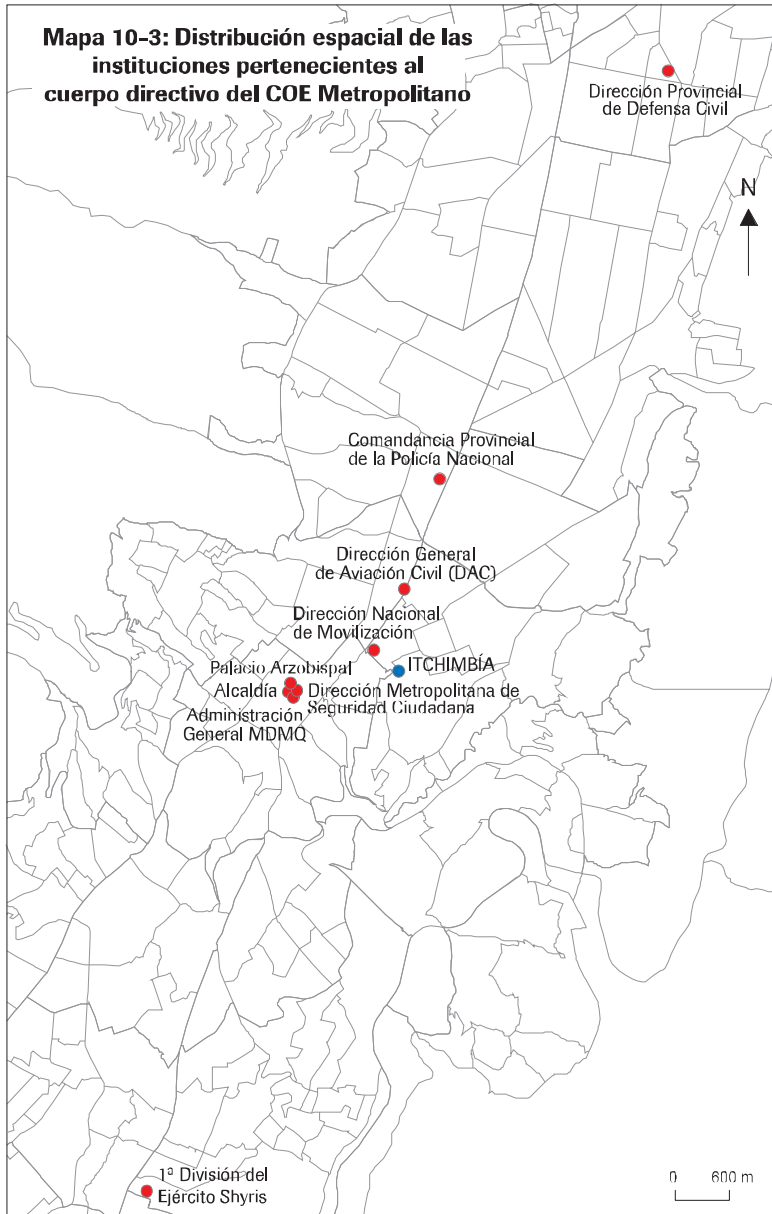 Mapa 10-3: Distribución espacial de las
instituciones pertenecientes al
cuerpo directivo del COE Metropolitano
Dirección Provincial
de Defensa Civil
N
Comandancia Provincial
de la Policía Nacional
Dirección General
de Aviación Civil (DAC)
Dirección Nacional
de Movilización
ITCHIMBÍA
Palacio Arzobispal
Alcaldía
Dirección Metropolitana de
Seguridad Ciudadana
Administración
General MDMQ
1ª División del
Ejército Shyris
0 600 m